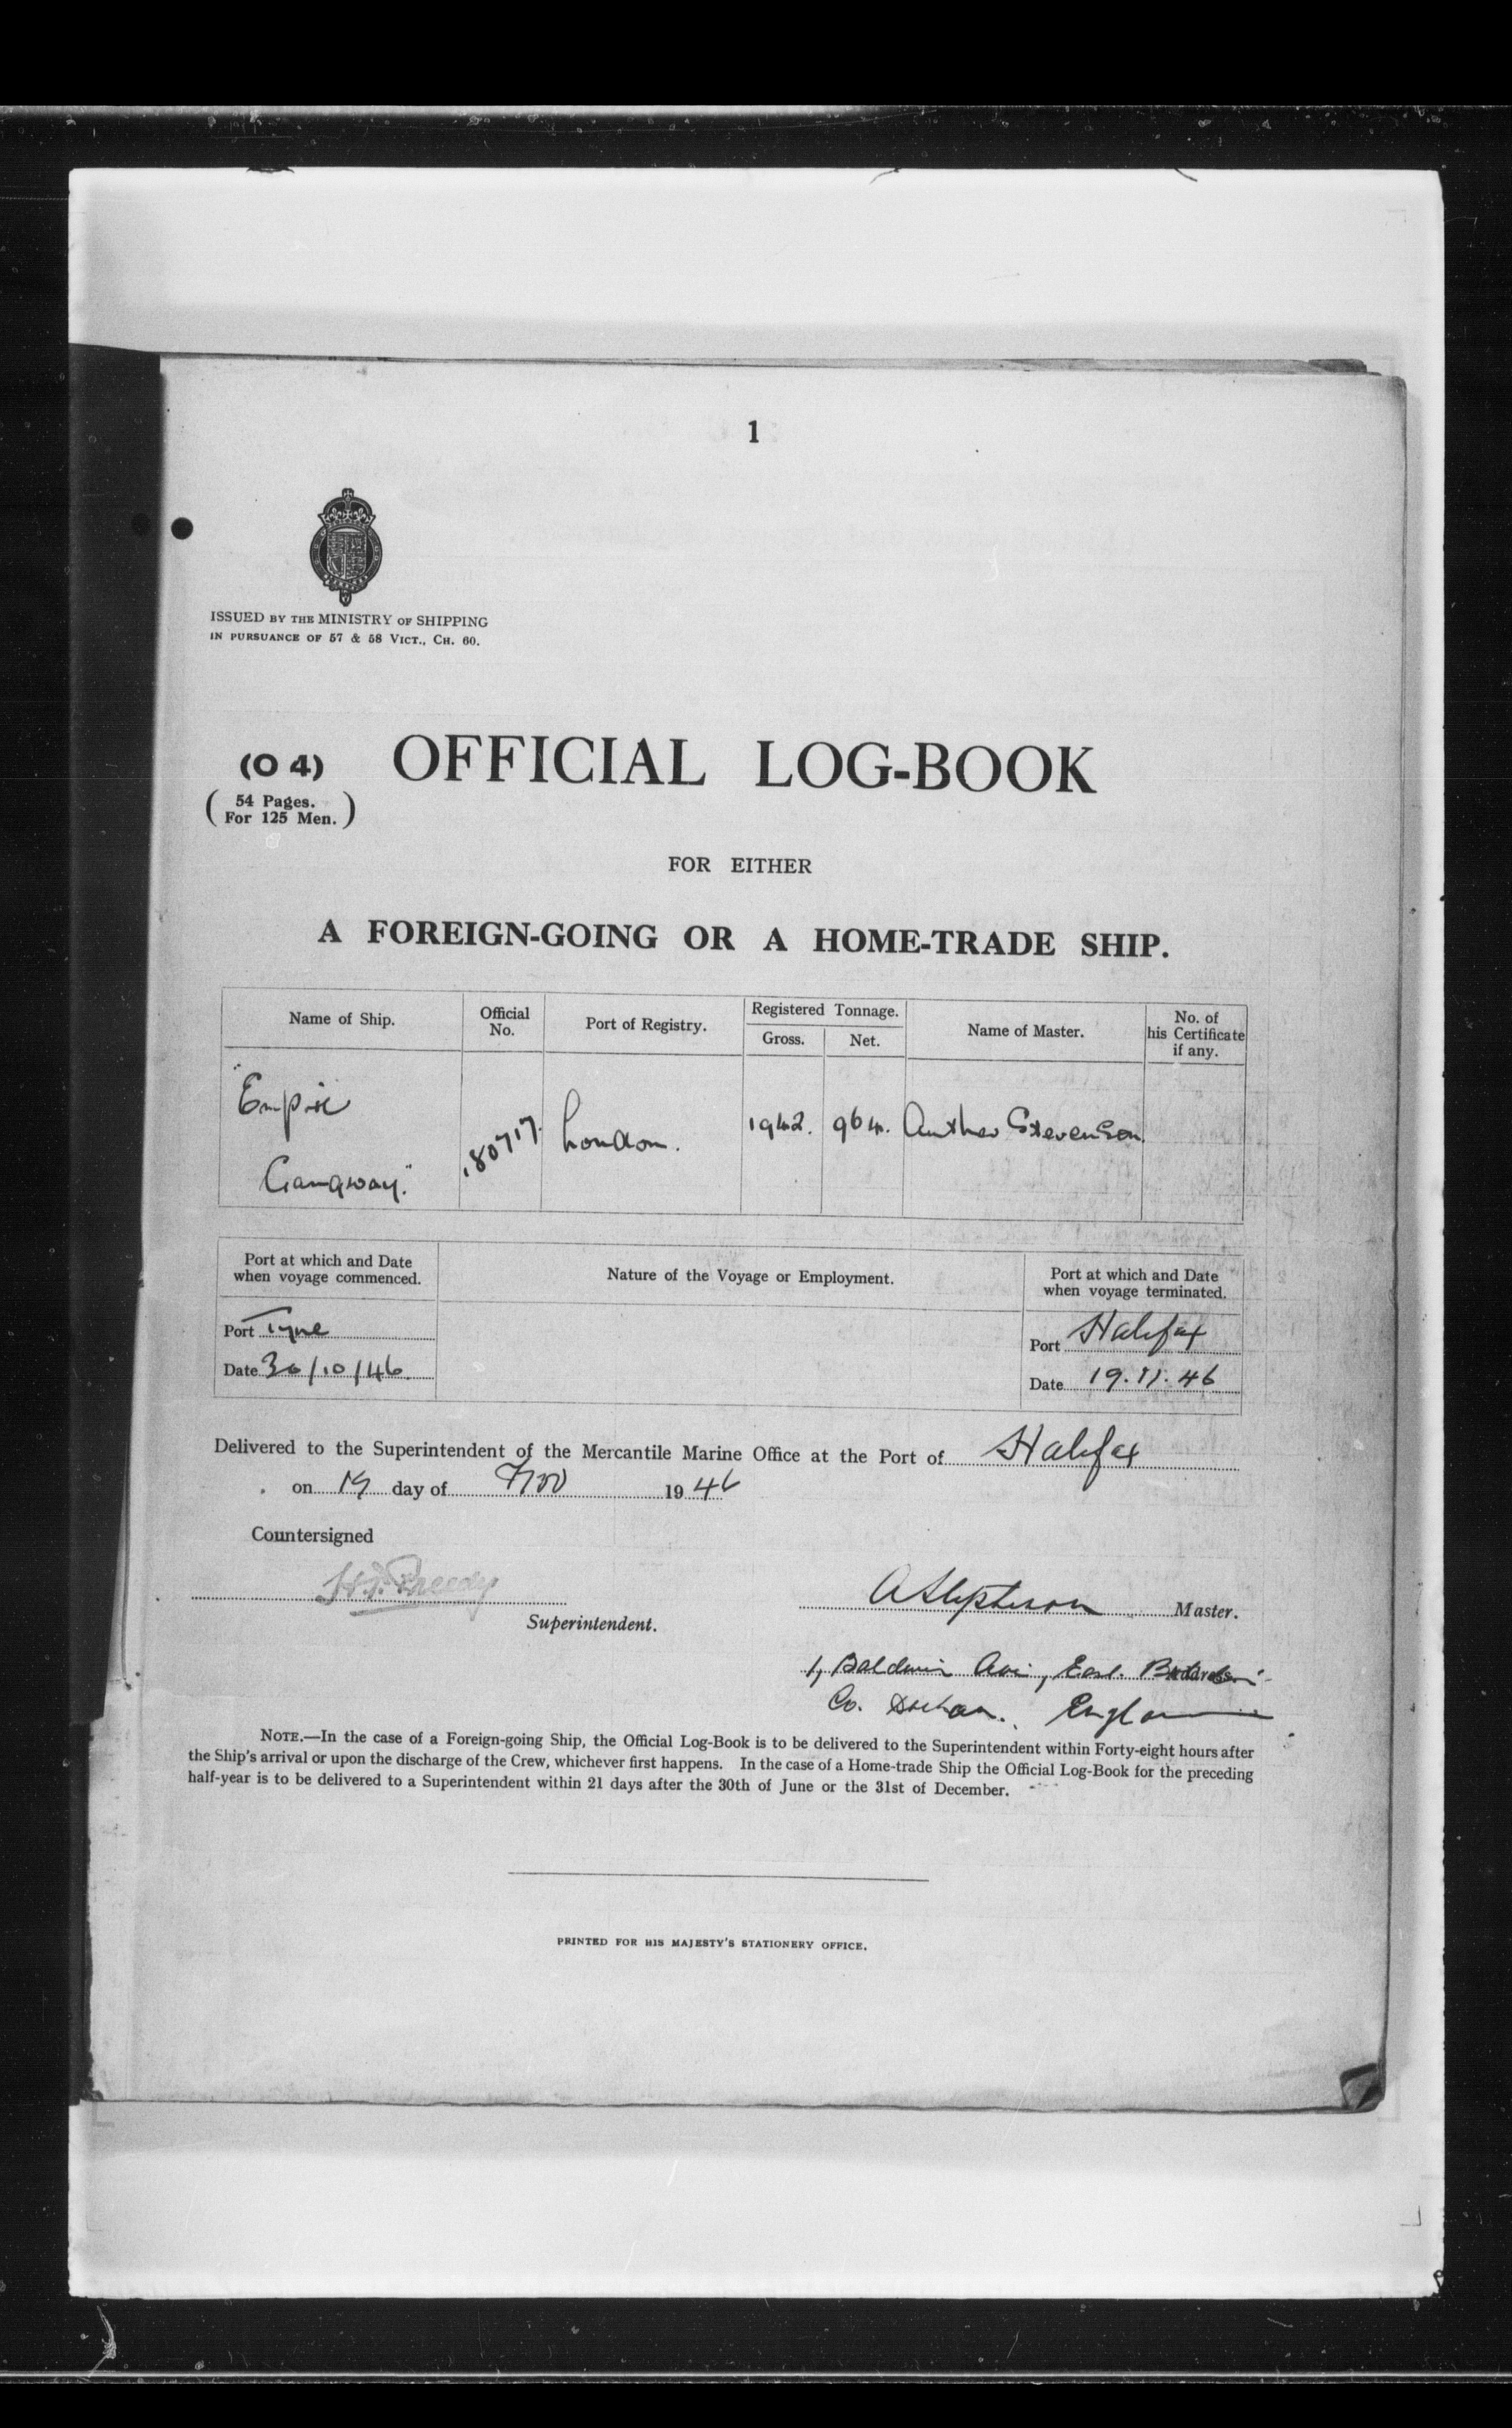 1
ISSUED BY THE MINISTRY OF SHIPPING
IN PURSUANCE OF 57 & 58 VICT., CH. 60.
(O 4)
OFFICIAL LOG-BOOK
( 54 Pages.
For 125 Men. )
FOR EITHER
A FOREIGN-GOING OR A HOME-TRADE SHIP.
Name of Ship.
Official No.
Port of Registry.
Registered Tonnage.
Gross.
Net.
Name of Master.
No. of his Certificate if any.
"Empire
Gangway."
180717.
London.
1942.
964.
Stevenson
Port at which and Date when voyage commenced.
Nature of the Voyage or Employment.
Port at which and Date when voyage terminated.
Port Tyne
Date 30/10/46.
Port Halifax
Date 19.11.46
Delivered to the Superintendent of the Mercantile Marine Office at the Port of Halifax
on 19 day of Nov 1946
Countersigned
Superintendent.
Master.
1, Baldwin Ave, East
Co. England
NOTE.—In the case of a Foreign-going Ship, the Official Log-Book is to be delivered to the Superintendent within Forty-eight hours after
the Ship's arrival or upon the discharge of the Crew, whichever first happens. In the case of a Home-trade Ship the Official Log-Book for the preceding
half-year is to be delivered to a Superintendent within 21 days after the 30th of June or the 31st of December.
PRINTED FOR HIS MAJESTY'S STATIONERY OFFICE.